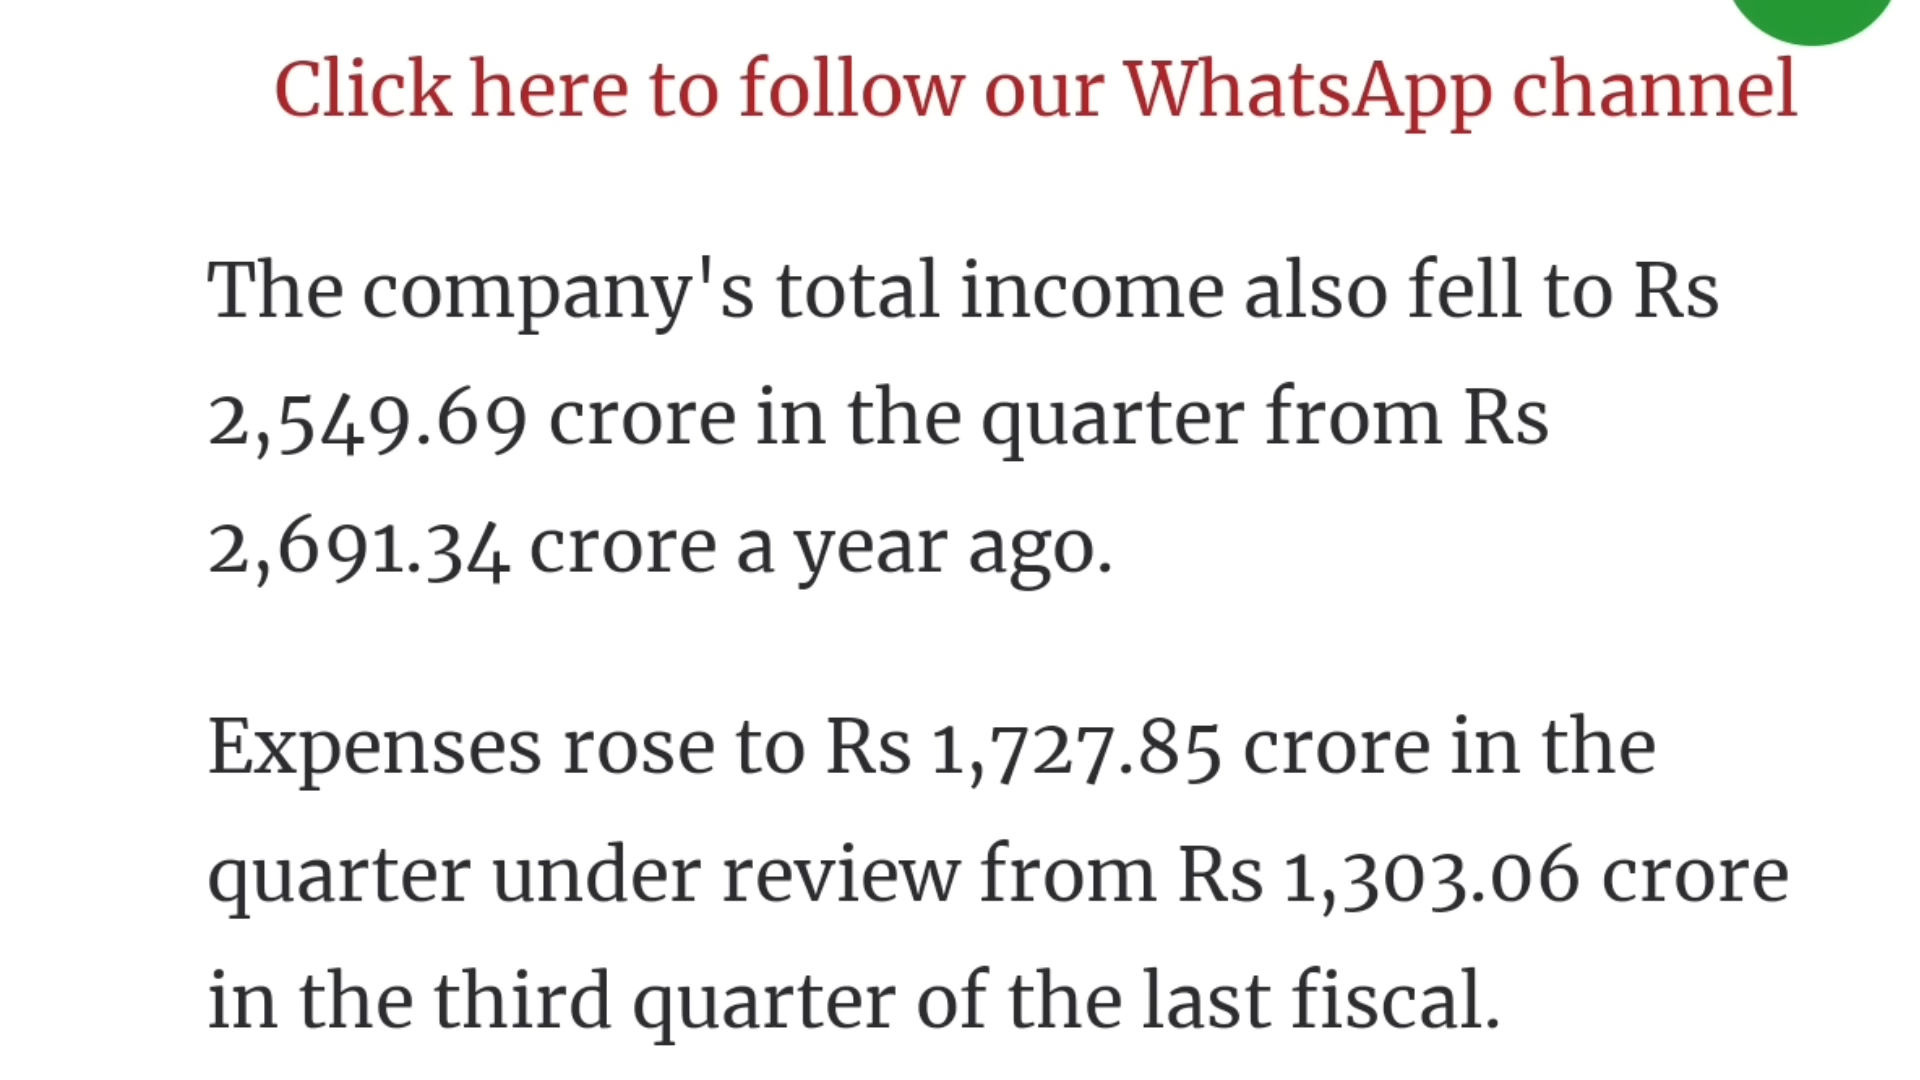 Click here to follow our WhatsApp channel
The company's total income also fell to Rs
2,549.69 crore in the quarter from Rs
2,691.34 crore a year ago.
Expenses rose to Rs 1,727.85 crore in the
quarter under review from Rs 1,303.06 crore
in the third quarter of the last fiscal.